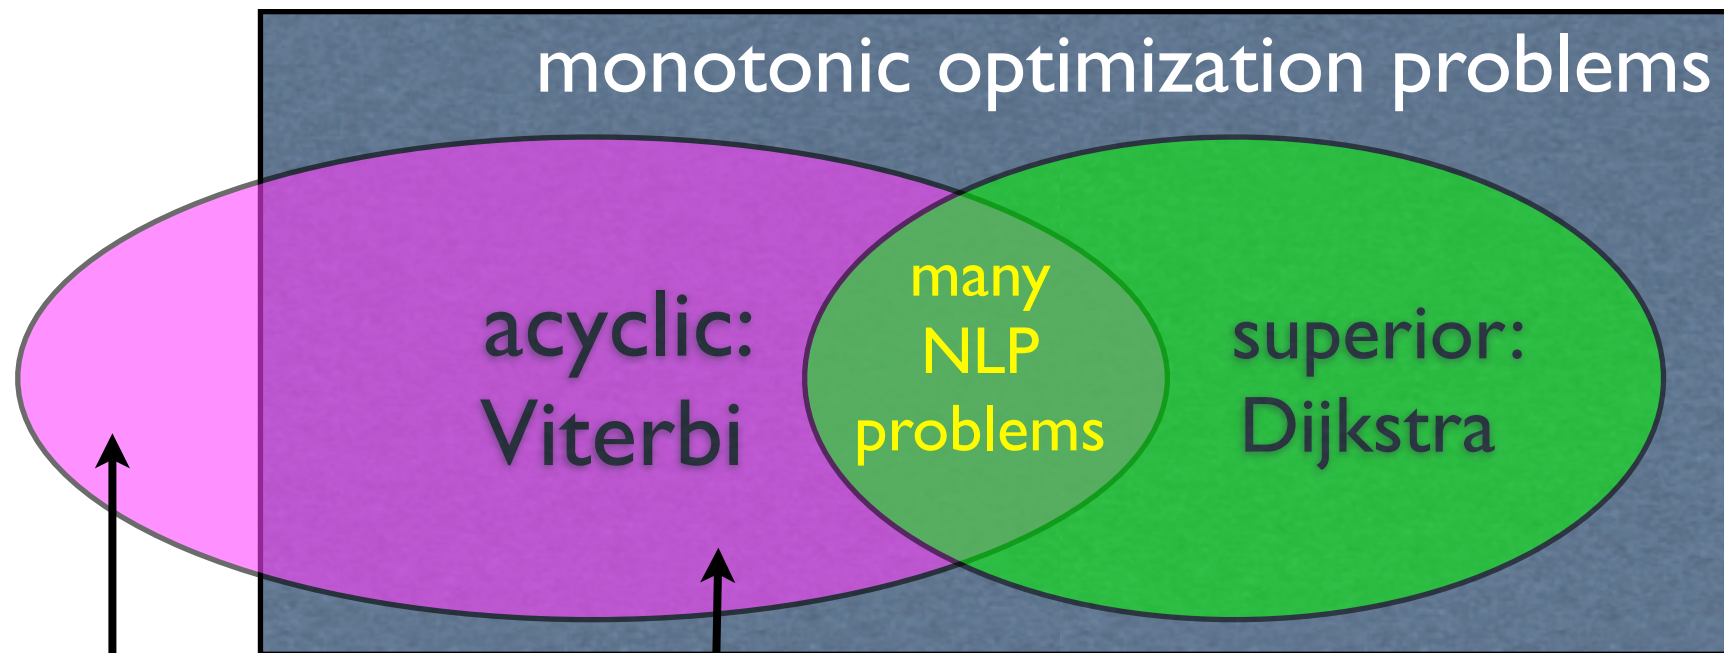 monotonic optimization problems
acyclic:
Viterbi
many
NLP
problems
superior:
Dijkstra